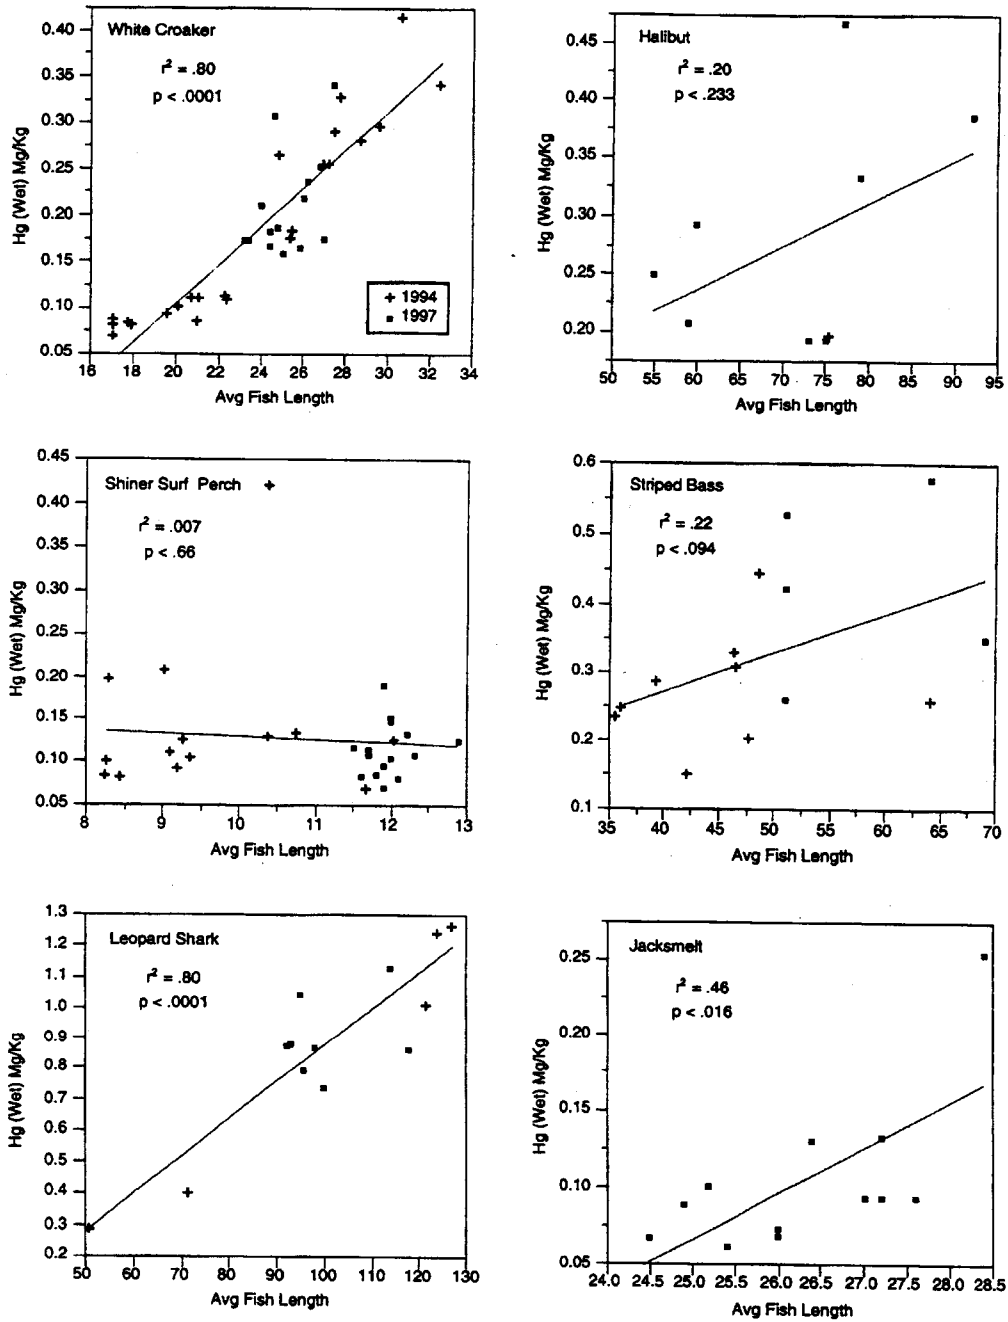 White Croaker
r² = .80
p < .0001
Hg (Wet) Mg/Kg
0.40
0.35
0.30
0.25
0.20
0.15
0.10
0.05
+ 1994
■ 1997
16 18 20 22 24 26 28 30 32 34
Avg Fish Length
Halibut
r² = .20
p < .233
Hg (Wet) Mg/Kg
0.45
0.40
0.35
0.30
0.25
0.20
50 55 60 65 70 75 80 85 90 95
Avg Fish Length
Shiner Surf Perch
r² = .007
p < .66
Hg (Wet) Mg/Kg
0.45
0.40
0.35
0.30
0.25
0.20
0.15
0.10
0.05
8 9 10 11 12 13
Avg Fish Length
Striped Bass
r² = .22
p < .094
Hg (Wet) Mg/Kg
0.6
0.5
0.4
0.3
0.2
0.1
35 40 45 50 55 60 65 70
Avg Fish Length
Leopard Shark
r² = .80
p < .0001
Hg (Wet) Mg/Kg
1.3
1.2
1.1
1.0
0.9
0.8
0.7
0.6
0.5
0.4
0.3
0.2
50 60 70 80 90 100 110 120 130
Avg Fish Length
Jacksmelt
r² = .46
p < .016
Hg (Wet) Mg/Kg
0.25
0.20
0.15
0.10
0.05
24.0 24.5 25.0 25.5 26.0 26.5 27.0 27.5 28.0 28.5
Avg Fish Length